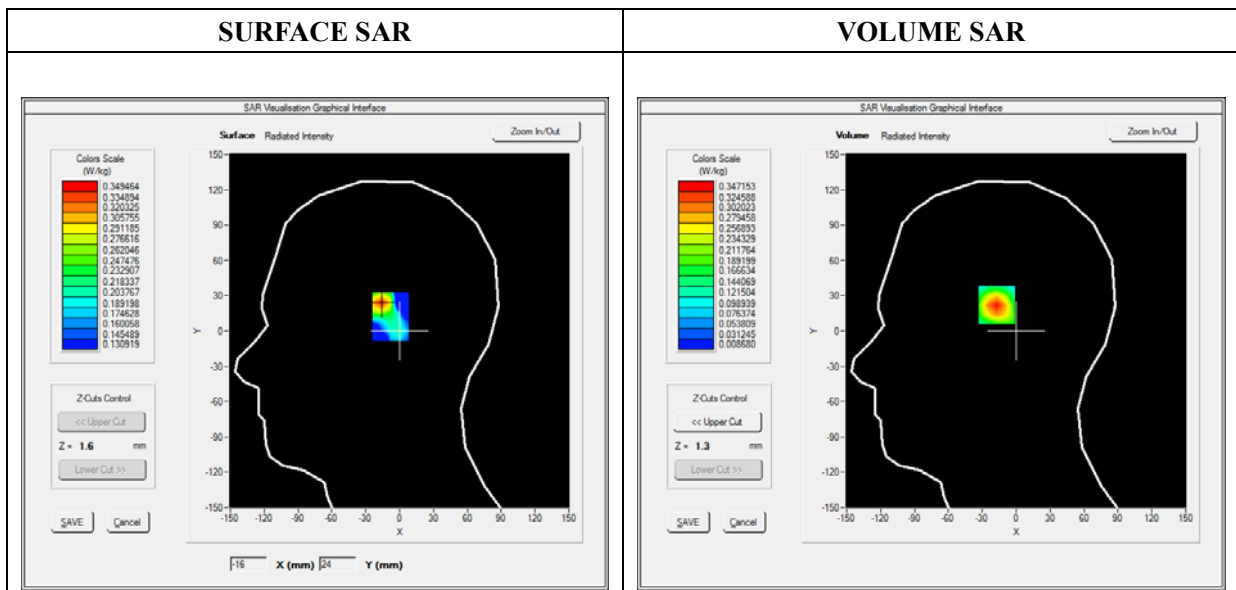 SURFACE SAR
VOLUME SAR
SAR Visualisation Graphical Interface
Surface Radiated Intensity
Zoom In/Out
Colors Scale
(W/kg)
0.349464
0.334894
0.320325
0.305755
0.291185
0.276616
0.262046
0.247476
0.232907
0.218337
0.203767
0.189198
0.174628
0.160058
0.145489
0.130919
Z-Cuts Control
<< Upper Cut
Z = 1.6 mm
Lower Cut >>
SAVE Cancel
150
120
90
60
30
0
-30
-60
-90
-120
-150
Y
-150 -120 -90 -60 -30 0 30 60 90 120 150
X
-16 X (mm) 24 Y (mm)
SAR Visualisation Graphical Interface
Volume Radiated Intensity
Zoom In/Out
Colors Scale
(W/kg)
0.347153
0.324588
0.302023
0.279458
0.256893
0.234329
0.211764
0.189199
0.166634
0.144069
0.121504
0.098939
0.076374
0.053809
0.031245
0.008680
Z-Cuts Control
<< Upper Cut
Z = 1.3 mm
Lower Cut >>
SAVE Cancel
150
120
90
60
30
0
-30
-60
-90
-120
-150
Y
-150 -120 -90 -60 -30 0 30 60 90 120 150
X